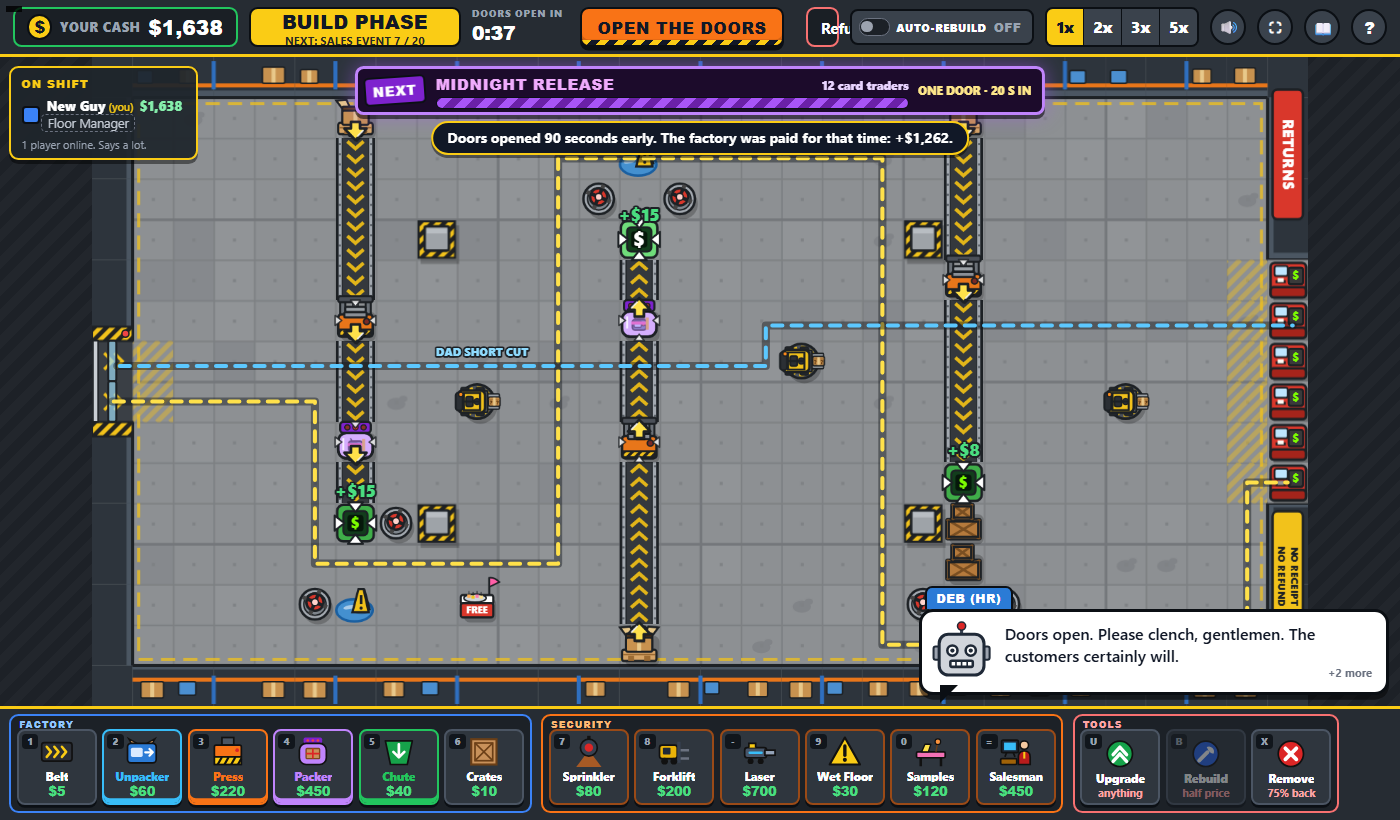 YOUR CASH $1,638
BUILD PHASE
NEXT: SALES EVENT 7 / 20
DOORS OPEN IN
0:37
OPEN THE DOORS
Refu
AUTO-REBUILD OFF
1x 2x 3x 5x
?
ON SHIFT
New Guy (you) $1,638
Floor Manager
1 player online. Says a lot.
NEXT
MIDNIGHT RELEASE
12 card traders
ONE DOOR - 20 S IN
Doors opened 90 seconds early. The factory was paid for that time: +$1,262.
RETURNS
+$15
$
DAD SHORT CUT
+$15
$
+$8
$
FREE
NO RECEIPT
NO REFUND
DEB (HR)
Doors open. Please clench, gentlemen. The
customers certainly will.
+2 more
FACTORY
1 Belt $5
2 Unpacker $60
3 Press $220
4 Packer $450
5 Chute $40
6 Crates $10
SECURITY
7 Sprinkler $80
8 Forklift $200
- Laser $700
9 Wet Floor $30
0 Samples $120
= Salesman $450
TOOLS
U Upgrade anything
B Rebuild half price
X Remove 75% back